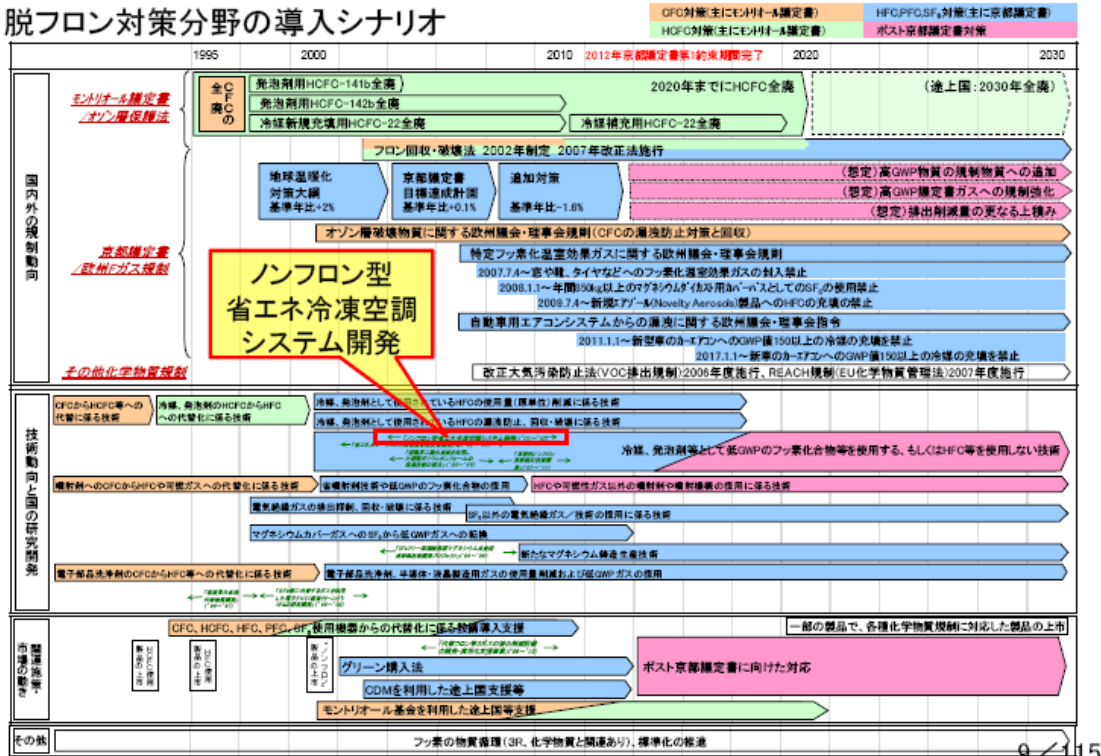 脱フロン対策分野の導入シナリオ
CFC対策(主にモントリオール議定書)
HFC,PFC,SF₆対策(主に京都議定書)
HCFC対策(主にモントリオール議定書)
ポスト京都議定書対策
1995
2000
2010
2012年京都議定書第1約束期間完了
2020
2030
国内外の規制動向
モントリオール議定書
/オゾン層保護法
CFCの
全廃
発泡剤用HCFC-141b全廃
発泡剤用HCFC-142b全廃
冷媒新規充填用HCFC-22全廃
冷媒補充用HCFC-22全廃
2020年までにHCFC全廃
(途上国:2030年全廃)
フロン回収・破壊法 2002年制定 2007年改正法施行
京都議定書
/欧州Fガス規制
地球温暖化
対策大綱
基準年比+2%
京都議定書
目標達成計画
基準年比+0.1%
追加対策
基準年比-1.6%
(想定)高GWP物質の規制物質への追加
(想定)高GWP議定書ガスへの規制強化
(想定)排出削減量の更なる上積み
オゾン層破壊物質に関する欧州議会・理事会規則(CFCの漏洩防止対策と回収)
特定フッ素化温室効果ガスに関する欧州議会・理事会規則
2007.7.4～窓や靴、タイヤなどへのフッ素化温室効果ガスの封入禁止
2008.1.1～年間850kg以上のマグネシウムダイカスト用カバーガスとしてのSF₆の使用禁止
2009.7.4～新規エアゾール(Novelty Aerosols)製品へのHFCの充填の禁止
自動車用エアコンシステムからの漏洩に関する欧州議会・理事会指令
2011.1.1～新型車のカーエアコンへのGWP値150以上の冷媒の充填を禁止
2017.1.1～新車のカーエアコンへのGWP値150以上の冷媒の充填を禁止
ノンフロン型
省エネ冷凍空調
システム開発
その他化学物質規制
改正大気汚染防止法(VOC排出規制):2006年度施行、REACH規制(EU化学物質管理法)2007年度施行
技術動向と国の研究開発
CFCからHCFC等への
代替に係る技術
冷媒、発泡剤のHCFCからHFC
への代替化に係る技術
冷媒、発泡剤として使用されているHFCの使用量(原単位)削減に係る技術
冷媒、発泡剤として使用されているHFCの漏洩防止、回収・破壊に係る技術
冷媒、発泡剤等として低GWPのフッ素化合物等を使用する、もしくはHFC等を使用しない技術
噴射剤へのCFCからHFCや可燃ガスへの代替化に係る技術
省噴射剤技術や低GWPのフッ素化合物の採用
HFCや可燃性ガス以外の噴射剤や噴射機器の採用に係る技術
電気絶縁ガスの排出抑制、回収・破壊に係る技術
SF₆以外の電気絶縁ガス/技術の採用に係る技術
マグネシウムカバーガスへのSF₆から低GWPガスへの転換
新たなマグネシウム鋳造生産技術
電子部品洗浄剤のCFCからHFC等への代替化に係る技術
電子部品洗浄剤、半導体・液晶製造用ガスの使用量削減および低GWPガスの採用
関連施策・
市場の動き
CFC、HCFC、HFC、PFC、SF₆使用機器からの代替化に係る設備導入支援
一部の製品で、各種化学物質規制に対応した製品の上市
HCFC使用
製品の上市
HFC使用
製品の上市
ノンフロン
製品の上市
グリーン購入法
CDMを利用した途上国支援等
ポスト京都議定書に向けた対応
モントリオール基金を利用した途上国等支援
その他
フッ素の物質循環(3R、化学物質と関連あり)、標準化の推進
9/115